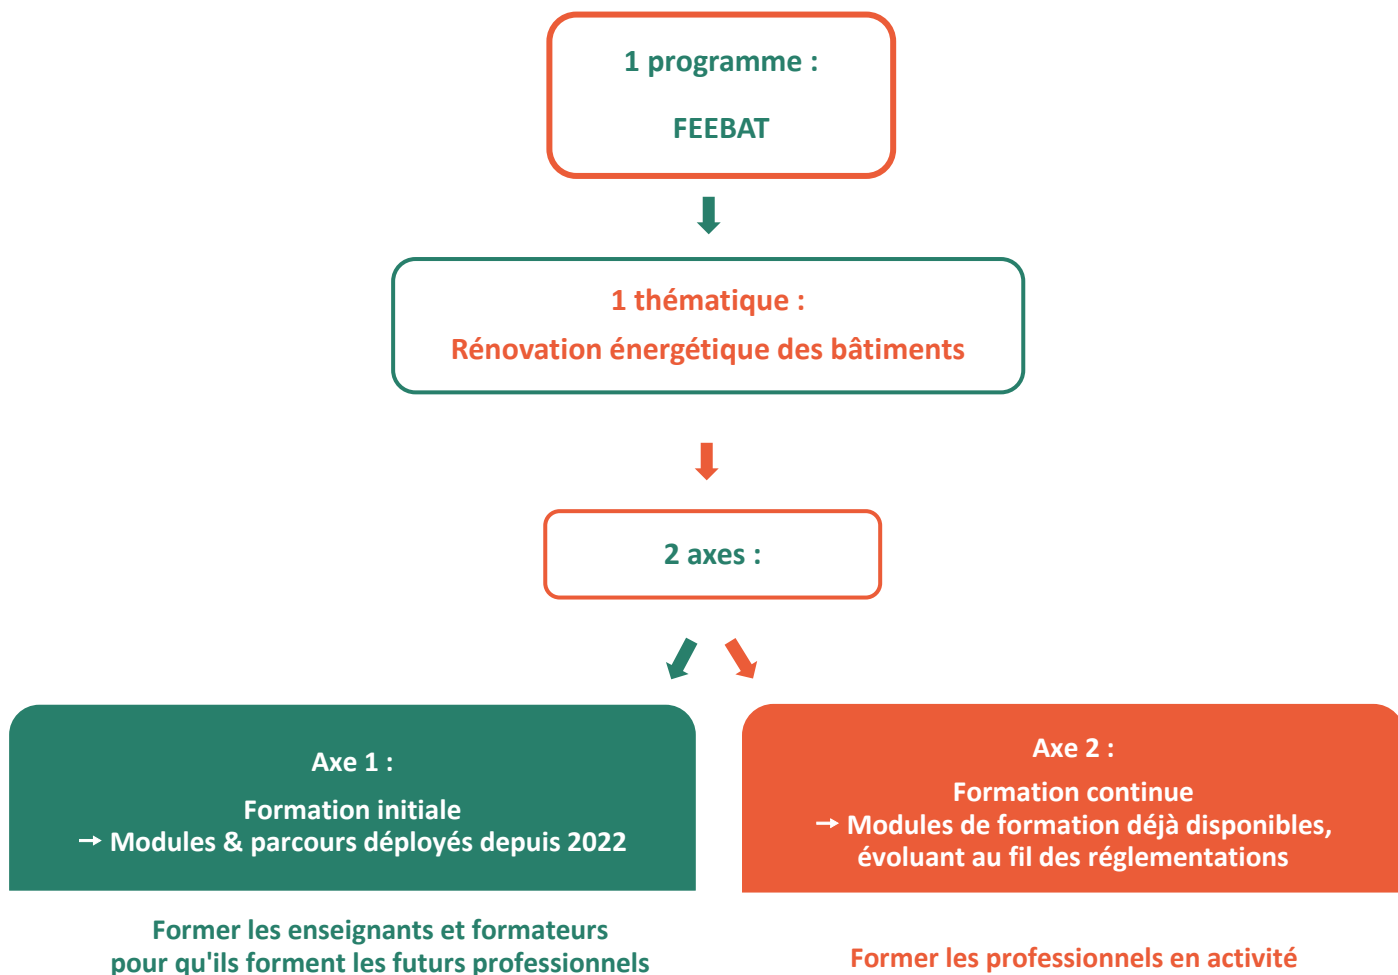 1 programme :
FEEBAT
1 thématique :
Rénovation énergétique des bâtiments
2 axes :
Axe 1 :
Formation initiale
→ Modules & parcours déployés depuis 2022
Former les enseignants et formateurs
pour qu'ils forment les futurs professionnels
Axe 2 :
Formation continue
→ Modules de formation déjà disponibles,
évoluant au fil des réglementations
Former les professionnels en activité